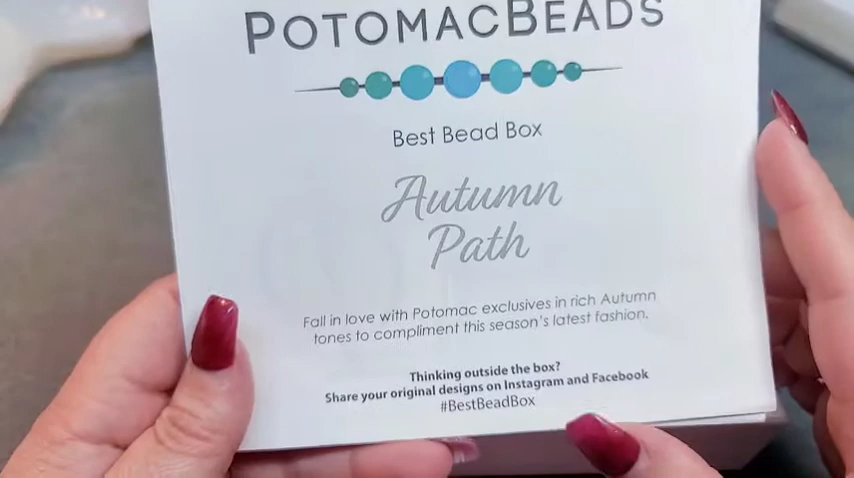 POTOMACBEADS
Best Bead Box
Autumn
Path
Fall in love with Potomac exclusives in rich Autumn
tones to compliment this season's latest fashion.
Thinking outside the box?
Share your original designs on Instagram and Facebook
#BestBeadBox